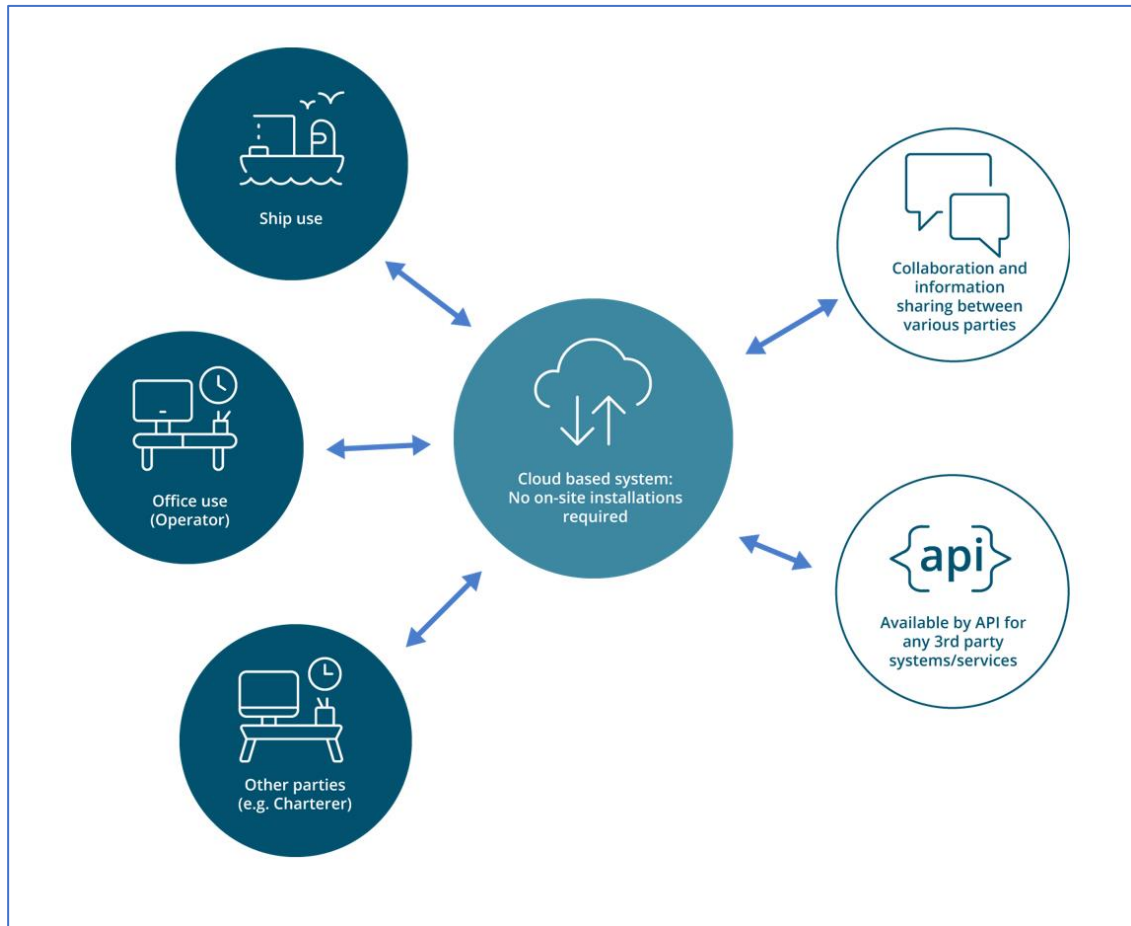 Ship use
Office use
(Operator)
Other parties
(e.g. Charterer)
Cloud based system:
No on-site installations
required
Collaboration and
information
sharing between
various parties
{api}
Available by API for
any 3rd party
systems/services